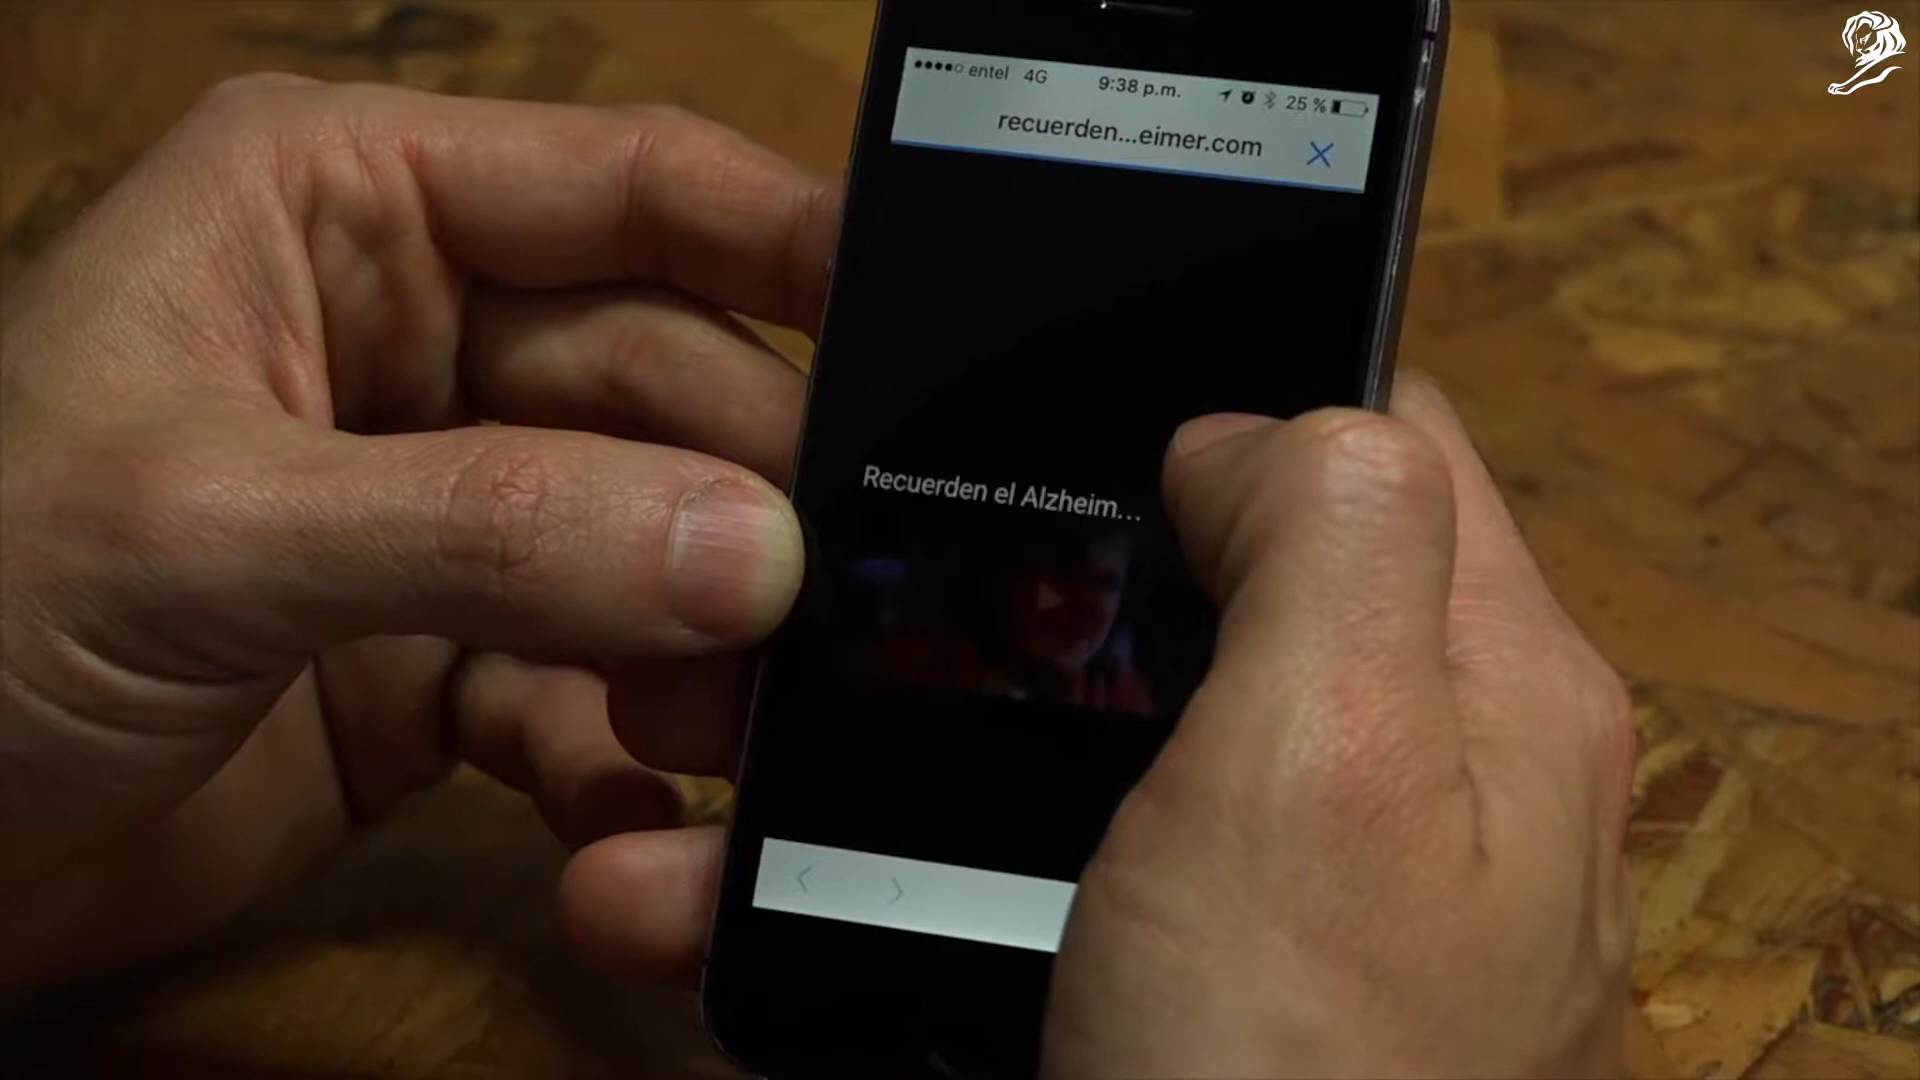 entel 4G 9:38 p.m. 25 %
recuerden...eimer.com
Recuerden el Alzheim...